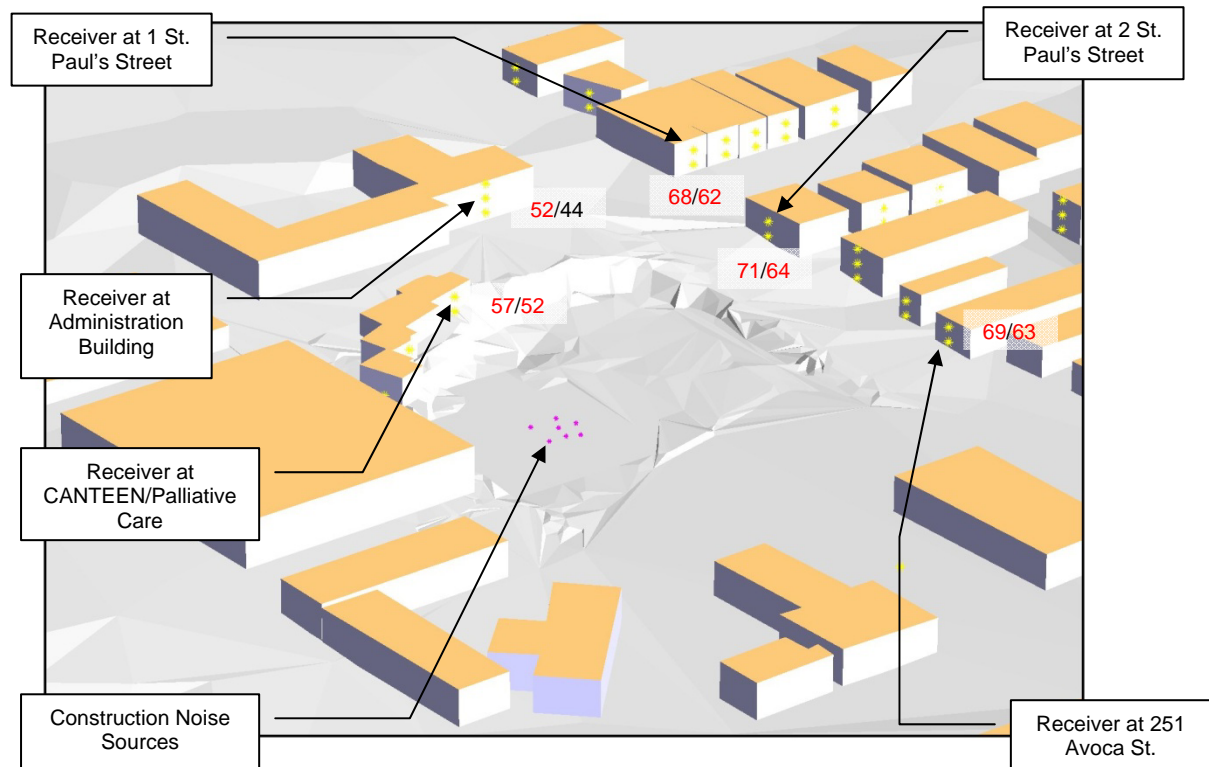 Receiver at 1 St.
Paul's Street
Receiver at 2 St.
Paul's Street
68/62
52/44
71/64
57/52
69/63
Receiver at
Administration
Building
Receiver at
CANTEEN/Palliative
Care
Construction Noise
Sources
Receiver at 251
Avoca St.